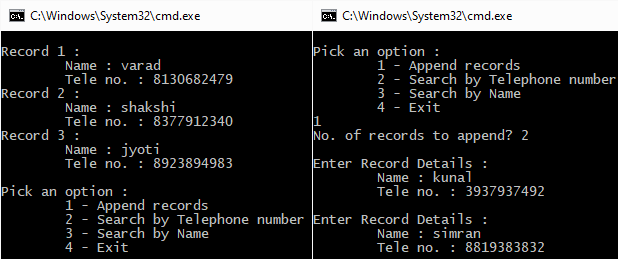 C:\Windows\System32\cmd.exe
Record 1 :
Name : varad
Tele no. : 8130682479
Record 2 :
Name : shakshi
Tele no. : 8377912340
Record 3 :
Name : jyoti
Tele no. : 8923894983
Pick an option :
1 - Append records
2 - Search by Telephone number
3 - Search by Name
4 - Exit
C:\Windows\System32\cmd.exe
Pick an option :
1 - Append records
2 - Search by Telephone number
3 - Search by Name
4 - Exit
1
No. of records to append? 2
Enter Record Details :
Name : kunal
Tele no. : 3937937492
Enter Record Details :
Name : simran
Tele no. : 8819383832